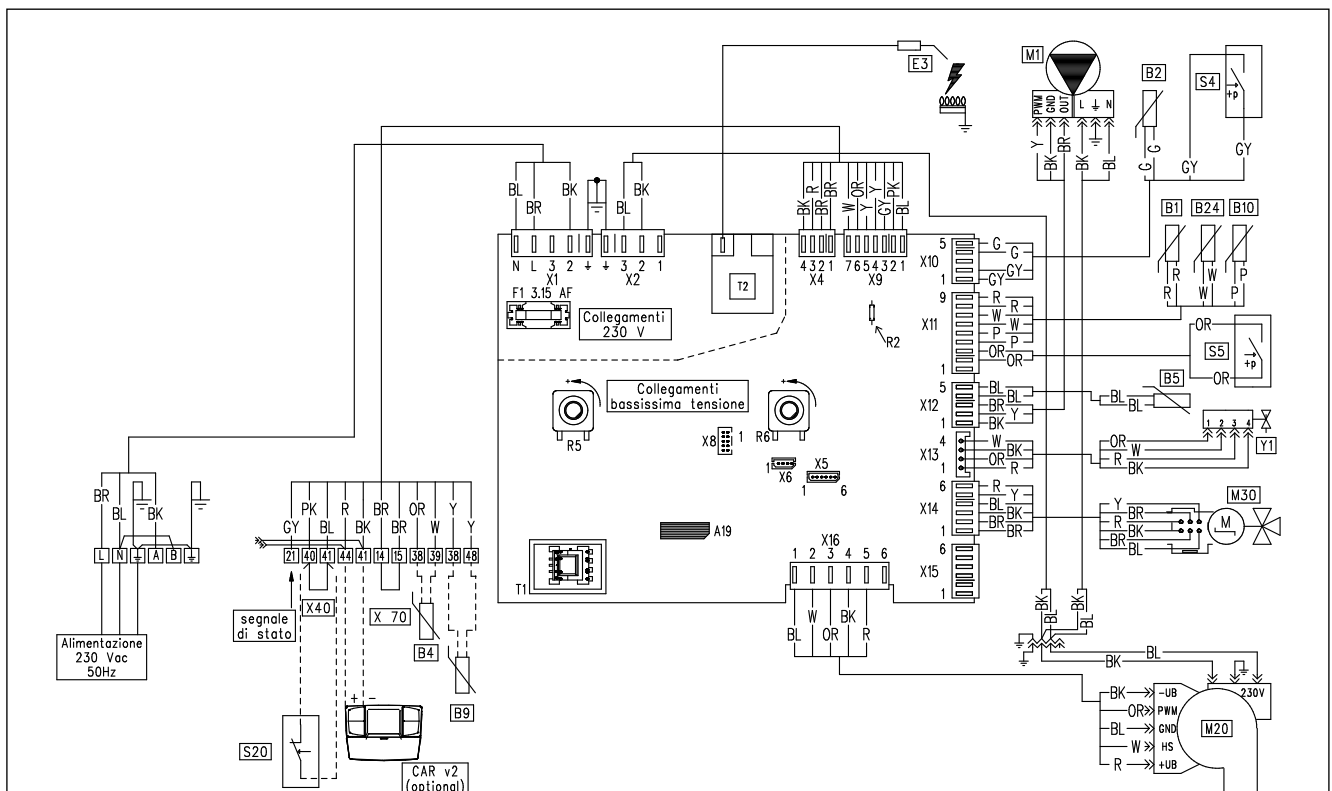 E3
M1
PWM
GND
OUT
L
N
B2
S4
+p
Y
BK
BR
BK
BL
G
G
GY
GY
BL
BR
BK
BL
BK
BK
R
BR
BR
W
OR
Y
Y
GY
PK
BL
N L 3 2
3 2 1
4 3 2 1
7 6 5 4 3 2 1
X1
X2
X4
X9
T2
F1 3.15 AF
Collegamenti
230 V
R2
5
X10
1
G
G
GY
GY
B1
B24
B10
R
R
W
W
P
P
9
X11
1
R
R
W
W
P
P
OR
OR
OR
S5
+p
OR
Collegamenti
bassissima tensione
+
R5
+
R6
X8
1
1
X6
X5
1
6
5
X12
1
BL
BL
BR
Y
BK
BL
BL
B5
4
X13
1
W
BK
OR
R
OR
W
R
BK
1 2 3 4
Y1
6
X14
1
R
Y
BL
BK
BR
BR
Y
BR
R
BK
BR
BL
M30
M
A19
T1
X16
1 2 3 4 5 6
6
X15
1
BL
W
OR
BK
R
BR
BL
BK
L N A B
Alimentazione
230 Vac
50Hz
GY
PK
BL
R
BK
BR
BR
OR
W
Y
Y
21 40 41 44 41 14 15 38 39 38 48
segnale
di stato
X40
X 70
B4
B9
S20
+ −
CAR v2
(optional)
BK
BL
BK
BL
BL
BK
230V
BK
-UB
OR
PWM
BL
GND
W
HS
R
+UB
M20